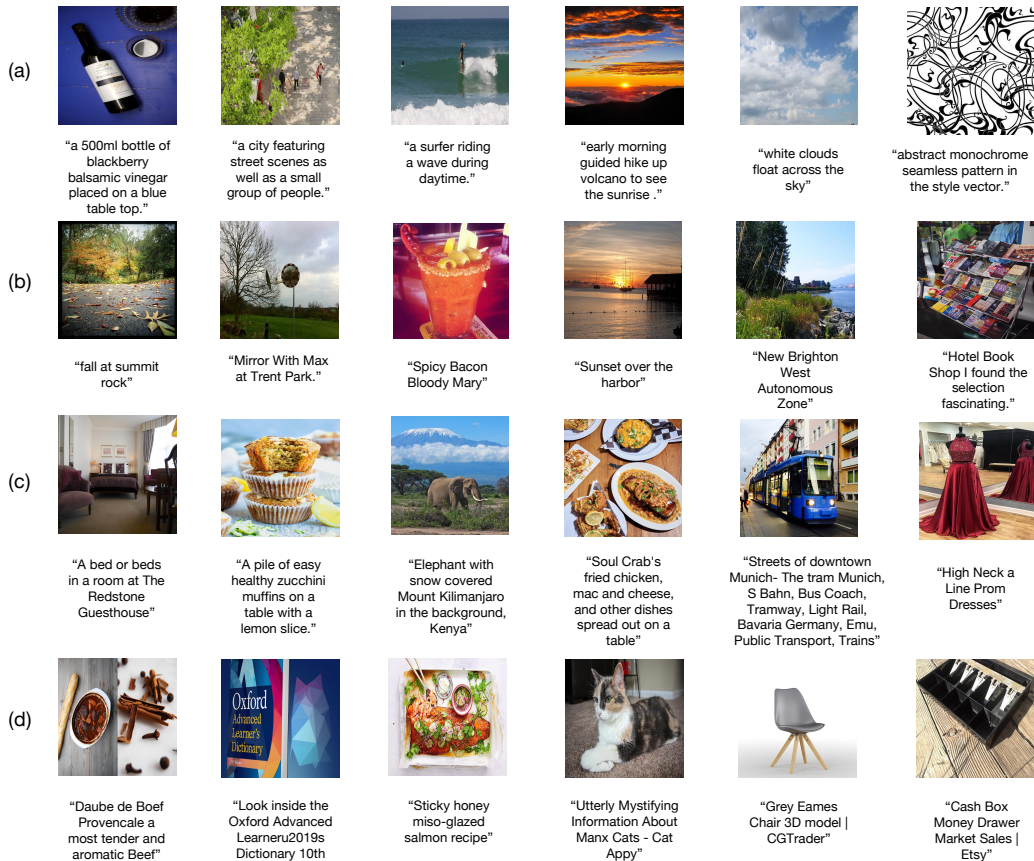 (a)
“a 500ml bottle of
blackberry
balsamic vinegar
placed on a blue
table top.”
“a city featuring
street scenes as
well as a small
group of people.”
“a surfer riding
a wave during
daytime.”
“early morning
guided hike up
volcano to see
the sunrise .”
“white clouds
float across the
sky”
“abstract monochrome
seamless pattern in
the style vector.”
(b)
“fall at summit
rock”
“Mirror With Max
at Trent Park.”
“Spicy Bacon
Bloody Mary”
“Sunset over the
harbor”
“New Brighton
West
Autonomous
Zone”
“Hotel Book
Shop I found the
selection
fascinating.”
(c)
“A bed or beds
in a room at The
Redstone
Guesthouse”
“A pile of easy
healthy zucchini
muffins on a
table with a
lemon slice.”
“Elephant with
snow covered
Mount Kilimanjaro
in the background,
Kenya”
“Soul Crab's
fried chicken,
mac and cheese,
and other dishes
spread out on a
table”
“Streets of downtown
Munich- The tram Munich,
S Bahn, Bus Coach,
Tramway, Light Rail,
Bavaria Germany, Emu,
Public Transport, Trains”
“High Neck a
Line Prom
Dresses”
(d)
Oxford
Advanced
Learner's
Dictionary
“Daube de Boef
Provencale a
most tender and
aromatic Beef”
“Look inside the
Oxford Advanced
Learneru2019s
Dictionary 10th
“Sticky honey
miso-glazed
salmon recipe”
“Utterly Mystifying
Information About
Manx Cats - Cat
Appy”
“Grey Eames
Chair 3D model |
CGTrader”
“Cash Box
Money Drawer
Market Sales |
Etsy”